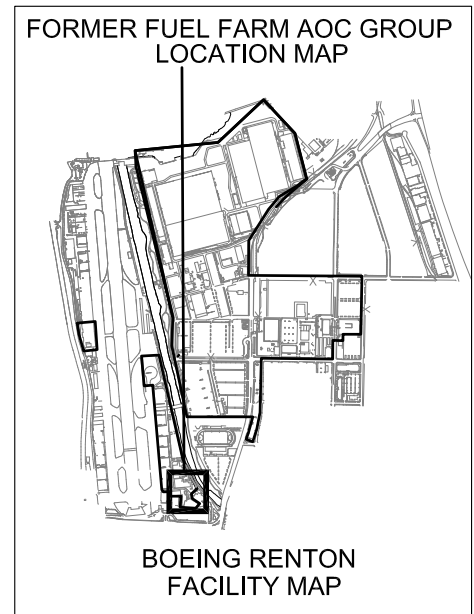 FORMER FUEL FARM AOC GROUP
LOCATION MAP
BOEING RENTON
FACILITY MAP